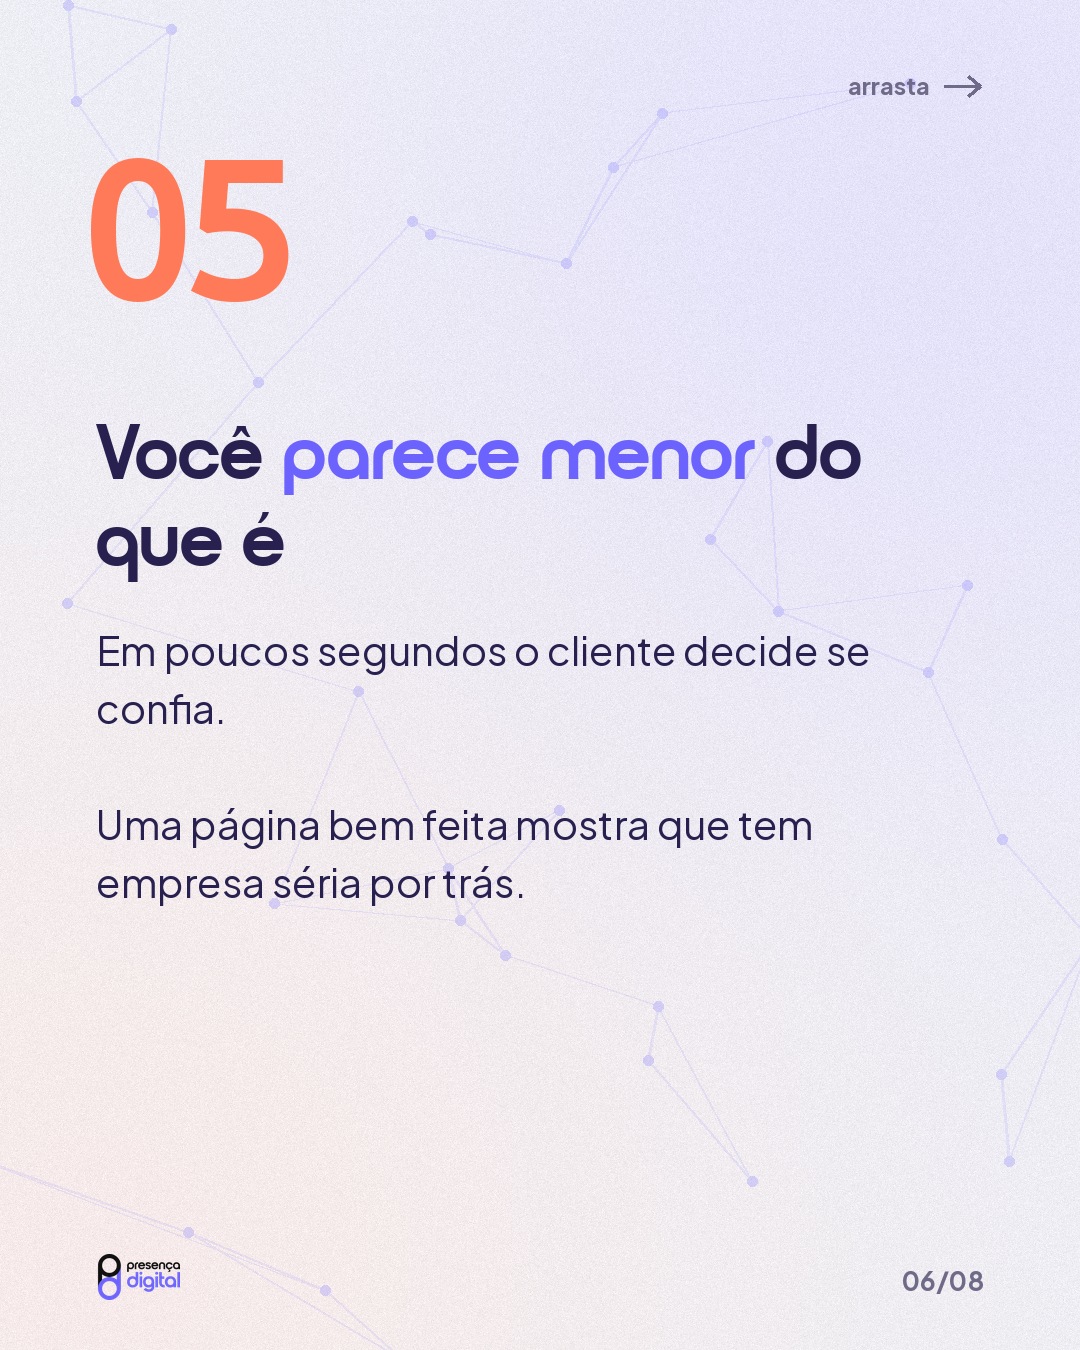 arrasta
05
Você parece menor do
que é
Em poucos segundos o cliente decide se
confia.
Uma página bem feita mostra que tem
empresa séria por trás.
presença
digital
06/08